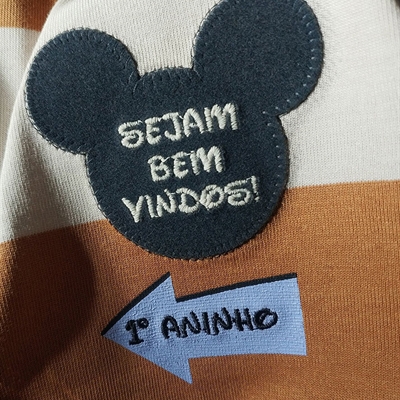 SEJAM
BEM
VINDOS!
1º ANINHO